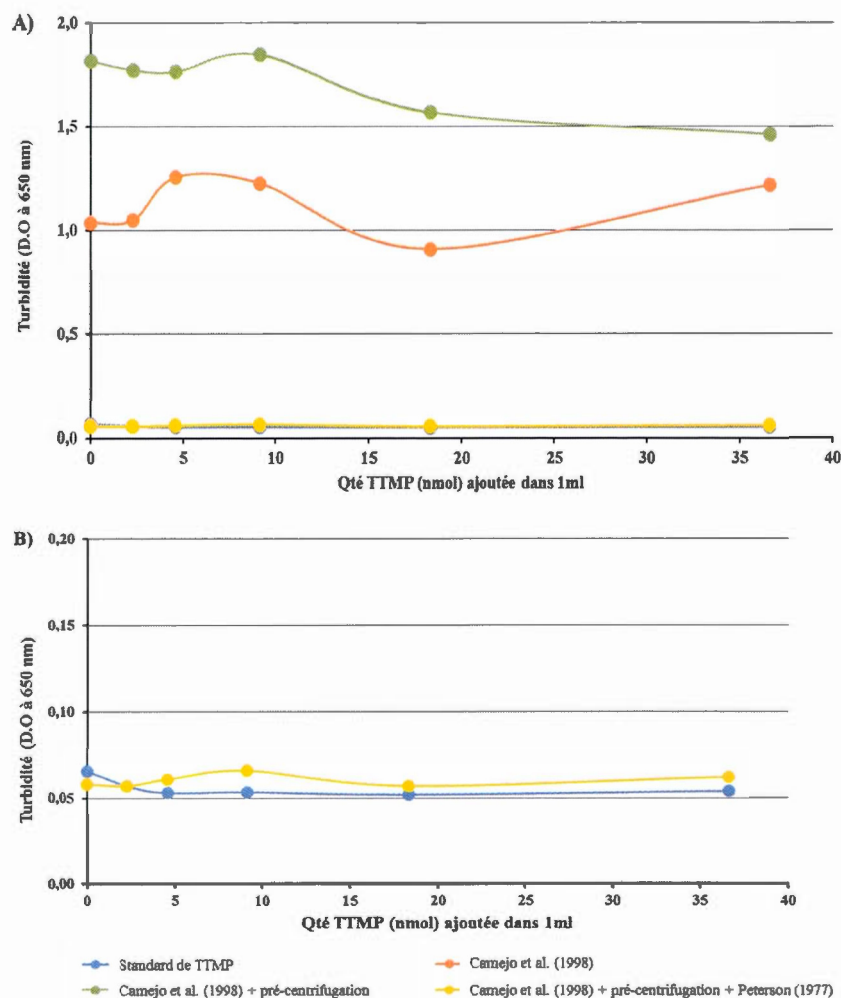 A)
2,0
1,5
1,0
0,5
0,0
Turbidité (D.O à 650 nm)
0 5 10 15 20 25 30 35 40
Qté TTMP (nmol) ajoutée dans 1ml
B)
0,20
0,15
0,10
0,05
0,00
Turbidité (D.O à 650 nm)
0 5 10 15 20 25 30 35 40
Qté TTMP (nmol) ajoutée dans 1ml
Standard de TTMP
Camejo et al. (1998)
Camejo et al. (1998) + pré-centrifugation
Camejo et al. (1998) + pré-centrifugation + Peterson (1977)